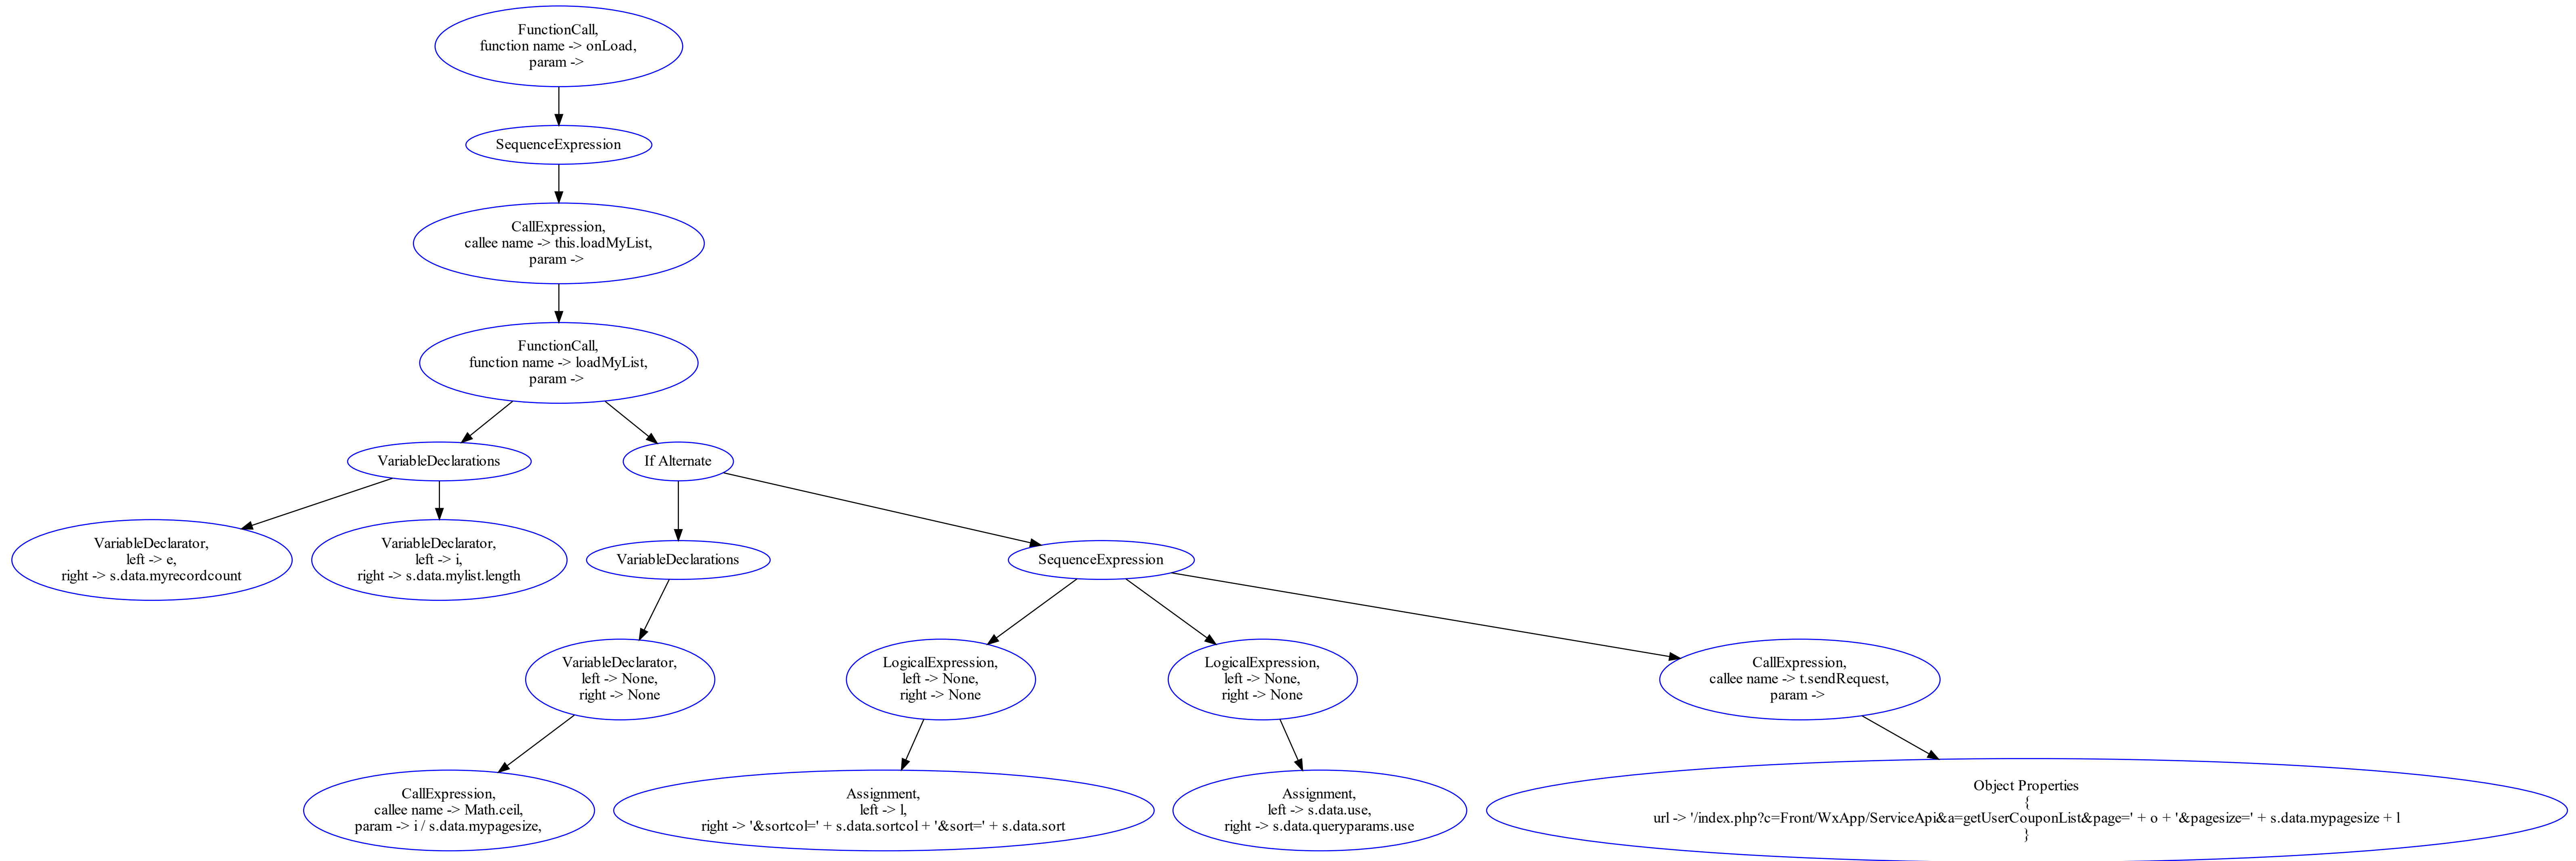 FunctionCall,
function name -> onLoad,
param ->
SequenceExpression
CallExpression,
callee name -> this.loadMyList,
param ->
FunctionCall,
function name -> loadMyList,
param ->
VariableDeclarations
If Alternate
VariableDeclarator,
left -> e,
right -> s.data.myrecordcount
VariableDeclarator,
left -> i,
right -> s.data.mylist.length
VariableDeclarations
SequenceExpression
VariableDeclarator,
left -> None,
right -> None
LogicalExpression,
left -> None,
right -> None
LogicalExpression,
left -> None,
right -> None
CallExpression,
callee name -> t.sendRequest,
param ->
CallExpression,
callee name -> Math.ceil,
param -> i / s.data.mypagesize,
Assignment,
left -> l,
right -> '&sortcol=' + s.data.sortcol + '&sort=' + s.data.sort
Assignment,
left -> s.data.use,
right -> s.data.queryparams.use
Object Properties
{
url -> '/index.php?c=Front/WxApp/ServiceApi&a=getUserCouponList&page=' + o + '&pagesize=' + s.data.mypagesize + l
}